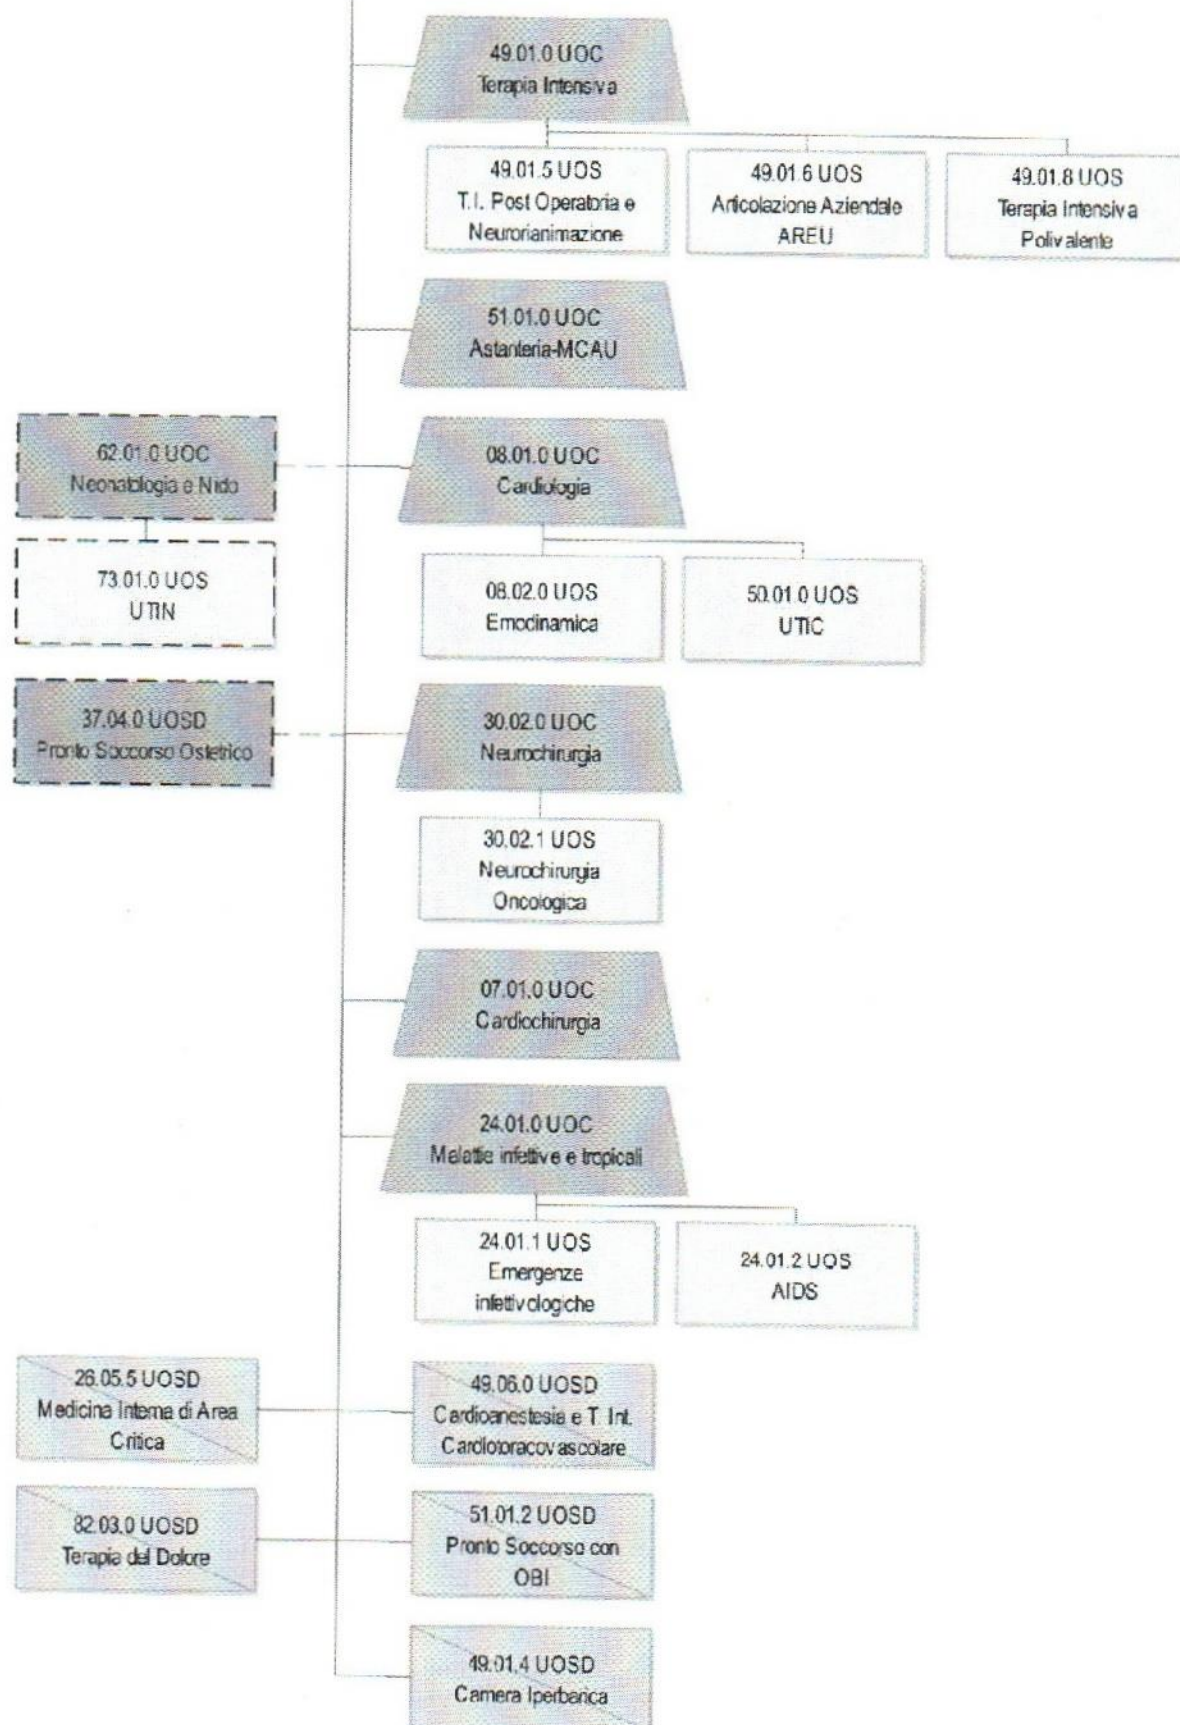 49.01.0 UOC
Terapia Intensiva
49.01.5 UOS
T.I. Post Operatoria e
Neurorianimazione
49.01.6 UOS
Articolazione Aziendale
AREU
49.01.8 UOS
Terapia Intensiva
Polivalente
51.01.0 UOC
Astanteria-MCAU
62.01.0 UOC
Neonatologia e Nido
08.01.0 UOC
Cardiologia
73.01.0 UOS
UTIN
08.02.0 UOS
Emodinamica
50.01.0 UOS
UTIC
37.04.0 UOSD
Pronto Soccorso Ostetrico
30.02.0 UOC
Neurochirurgia
30.02.1 UOS
Neurochirurgia
Oncologica
07.01.0 UOC
Cardiochirurgia
24.01.0 UOC
Malattie infettive e tropicali
24.01.1 UOS
Emergenze
infettivologiche
24.01.2 UOS
AIDS
26.05.5 UOSD
Medicina Interna di Area
Critica
49.06.0 UOSD
Cardioanestesia e T. Int.
Cardiotoracovascolare
82.03.0 UOSD
Terapia del Dolore
51.01.2 UOSD
Pronto Soccorso con
OBI
49.01.4 UOSD
Camera Iperbarica